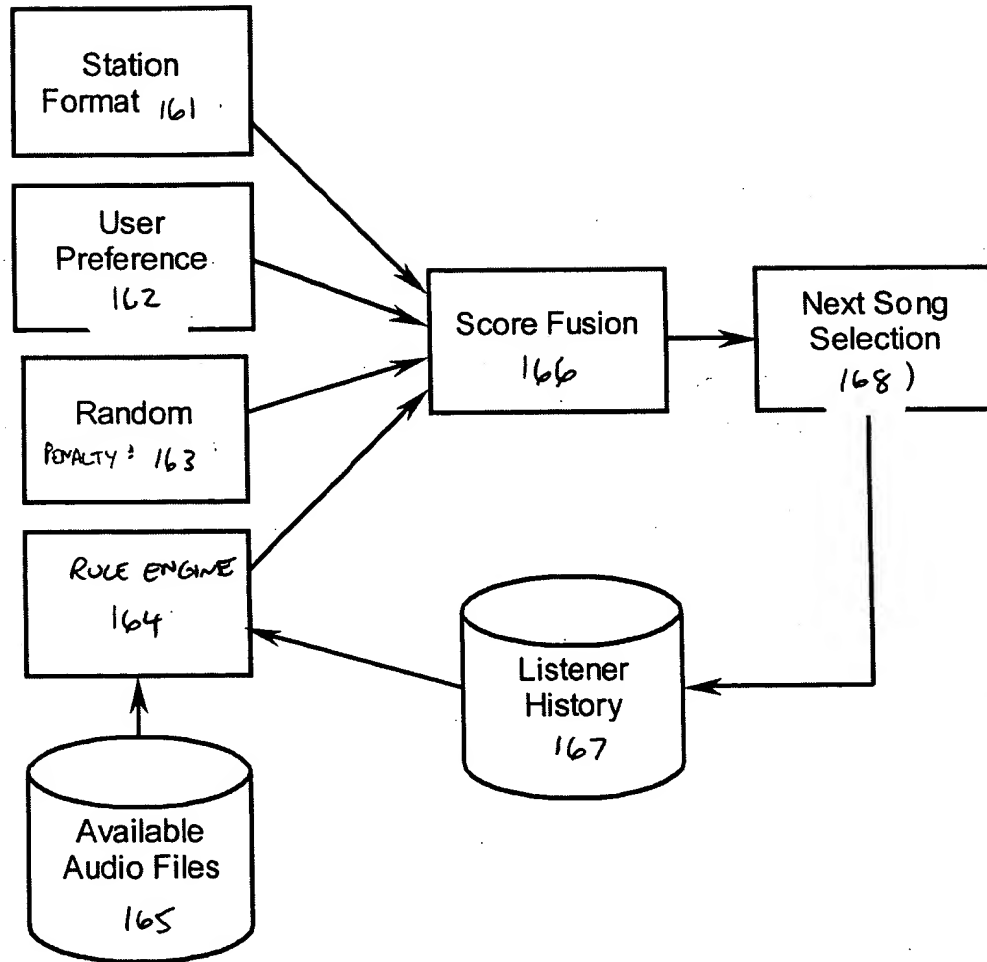 Station
Format 161
User
Preference
162
Random
PENALTY: 163
RULE ENGINE
164
Available
Audio Files
165
Score Fusion
166
Listener
History
167
Next Song
Selection
168)